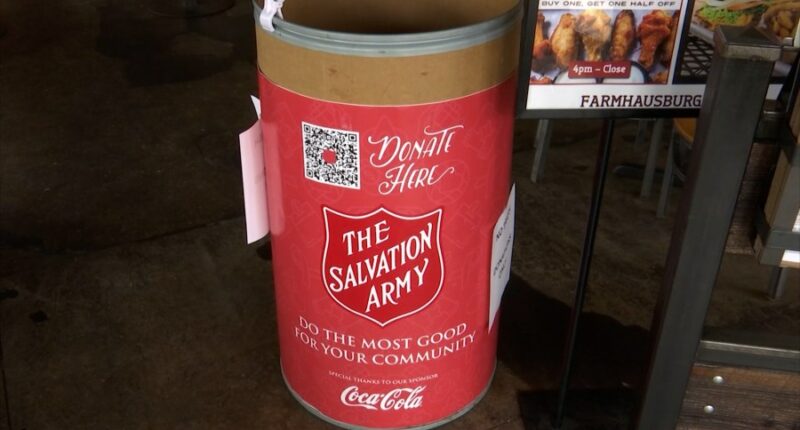 BUY ONE, GET ONE HALF OFF
4pm – Close
FARMHAUSBURG
DONATE
HERE
THE
SALVATION
ARMY
DO THE MOST GOOD
FOR YOUR COMMUNITY
SPECIAL THANKS TO OUR SPONSOR
Coca-Cola